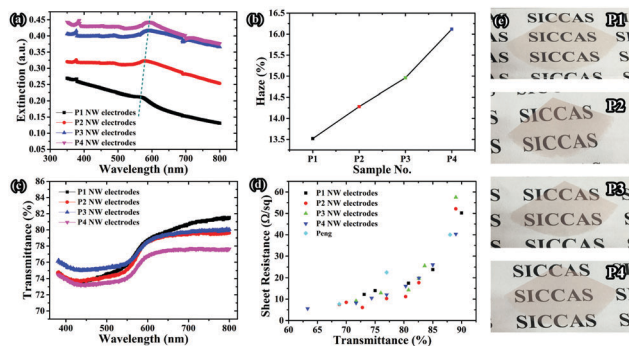 (a)
Extinction (a.u.)
0.45
0.40
0.35
0.30
0.25
0.20
0.15
0.10
0.05
P1 NW electrodes
P2 NW electrodes
P3 NW electrodes
P4 NW electrodes
300 400 500 600 700 800
Wavelength (nm)
(b)
Haze (%)
16.5
16.0
15.5
15.0
14.5
14.0
13.5
P1 P2 P3 P4
Sample No.
(c)
Transmittance (%)
84
82
80
78
76
74
72
70
P1 NW electrodes
P2 NW electrodes
P3 NW electrodes
P4 NW electrodes
400 500 600 700 800
Wavelength (nm)
(d)
Sheet Resistance (Ω/sq)
60
50
40
30
20
10
0
P1 NW electrodes
P2 NW electrodes
P3 NW electrodes
P4 NW electrodes
Peng
60 65 70 75 80 85 90
Transmittance (%)
P1
SICCAS
SICCAS
P2
SICCAS
SICCAS
P3
SICCAS
SICCAS
P4
SICCAS
SICCAS
SICCAS